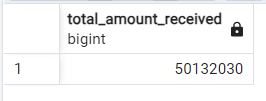 total_amount_received
bigint
1 50132030